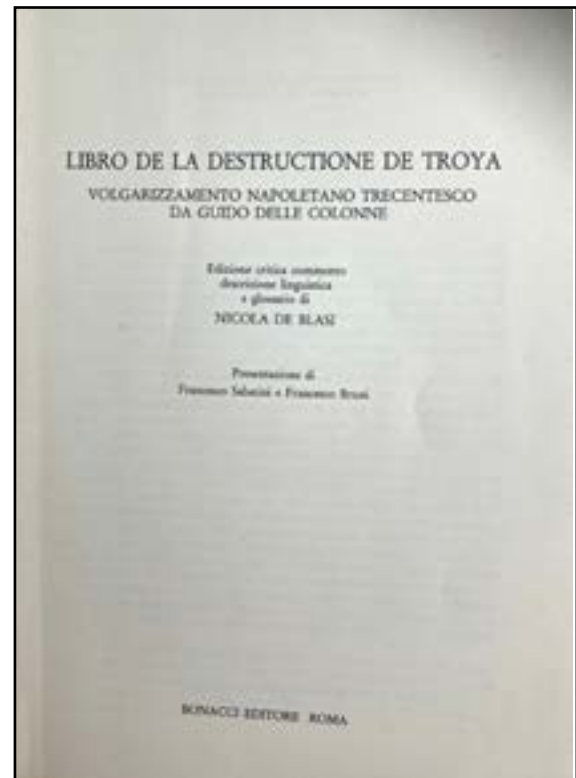 LIBRO DE LA DESTRUCTIONE DE TROYA
VOLGARIZZAMENTO NAPOLETANO TRECENTESCO
DA GUIDO DELLE COLONNE
Edizione critica commento
descrizione linguistica
e glossario di
NICOLA DE BLASI
Presentazione di
Francesco Sabatini e Francesco Bruni
BONACCI EDITORE ROMA